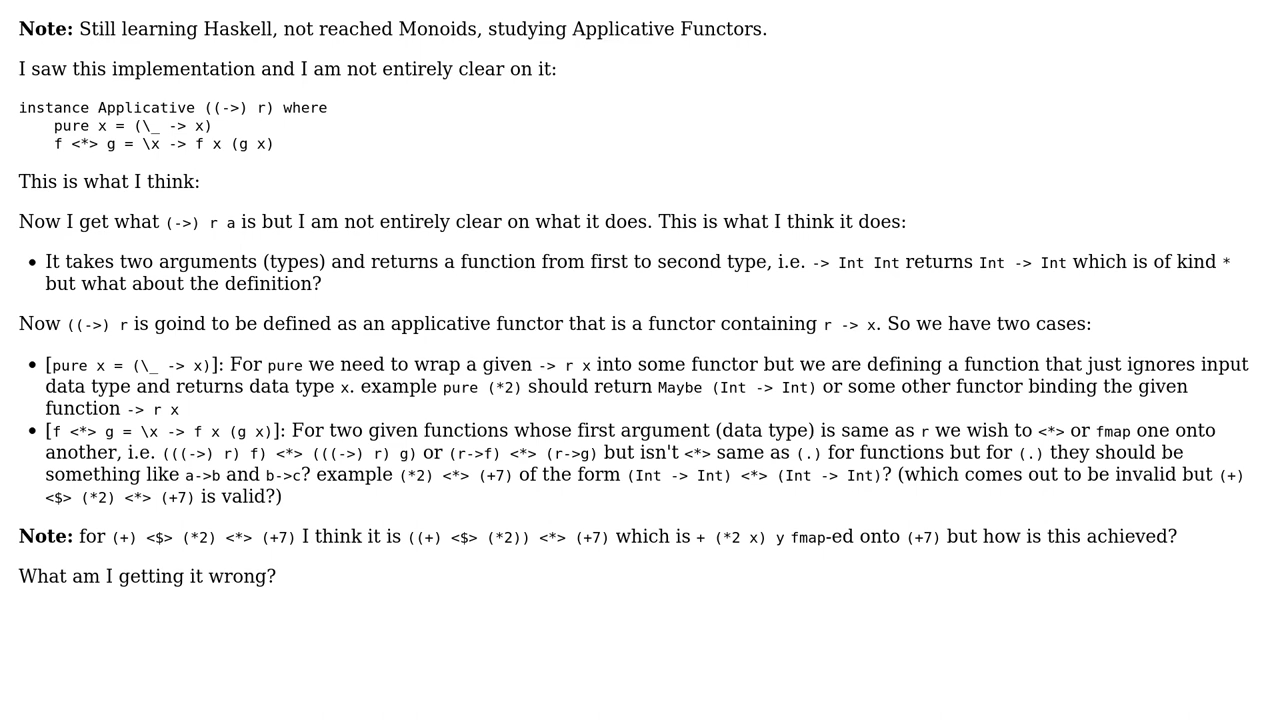 Note: Still learning Haskell, not reached Monoids, studying Applicative Functors.
I saw this implementation and I am not entirely clear on it:
instance Applicative ((->) r) where
    pure x = (\_ -> x)
    f <*> g = \x -> f x (g x)
This is what I think:
Now I get what (->) r a is but I am not entirely clear on what it does. This is what I think it does:
• It takes two arguments (types) and returns a function from first to second type, i.e. -> Int Int returns Int -> Int which is of kind *
but what about the definition?
Now ((->) r is goind to be defined as an applicative functor that is a functor containing r -> x. So we have two cases:
• [pure x = (\_ -> x)]: For pure we need to wrap a given -> r x into some functor but we are defining a function that just ignores input
data type and returns data type x. example pure (*2) should return Maybe (Int -> Int) or some other functor binding the given
function -> r x
• [f <*> g = \x -> f x (g x)]: For two given functions whose first argument (data type) is same as r we wish to <*> or fmap one onto
another, i.e. (((->) r) f) <*> (((->) r) g) or (r->f) <*> (r->g) but isn't <*> same as (.) for functions but for (.) they should be
something like a->b and b->c? example (*2) <*> (+7) of the form (Int -> Int) <*> (Int -> Int)? (which comes out to be invalid but (+)
<$> (*2) <*> (+7) is valid?)
Note: for (+) <$> (*2) <*> (+7) I think it is ((+) <$> (*2)) <*> (+7) which is + (*2 x) y fmap-ed onto (+7) but how is this achieved?
What am I getting it wrong?